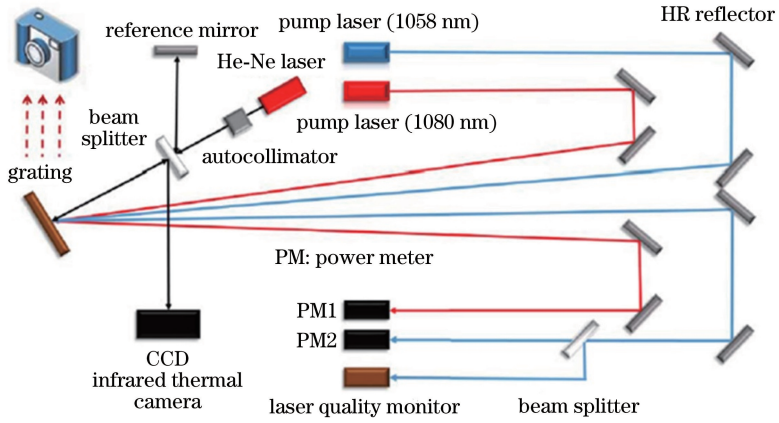 HR reflector
reference mirror
pump laser (1058 nm)
He-Ne laser
beam
splitter
pump laser (1080 nm)
autocollimator
grating
PM: power meter
PM1
PM2
CCD
infrared thermal
camera
laser quality monitor
beam splitter